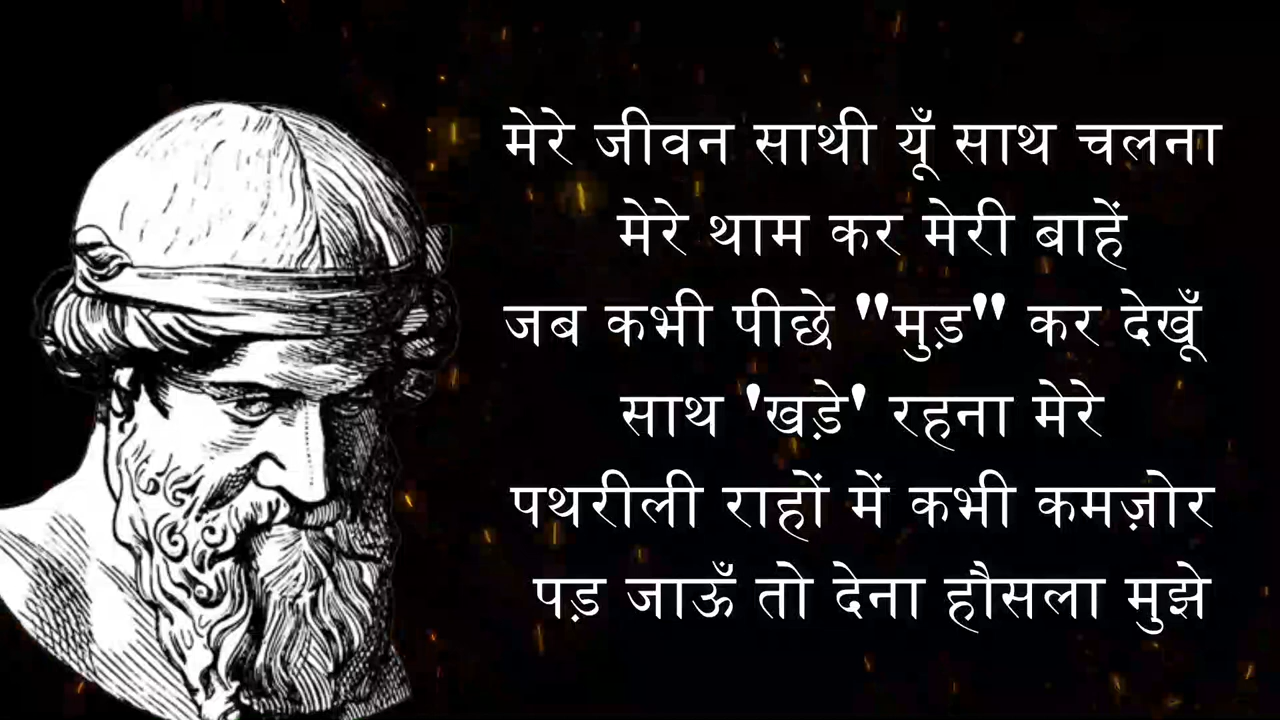 मेरे जीवन साथी यूँ साथ चलना
मेरे थाम कर मेरी बाहें
जब कभी पीछे "मुड़" कर देखूँ
साथ 'खड़े' रहना मेरे
पथरीली राहों में कभी कमज़ोर
पड़ जाऊँ तो देना हौसला मुझे